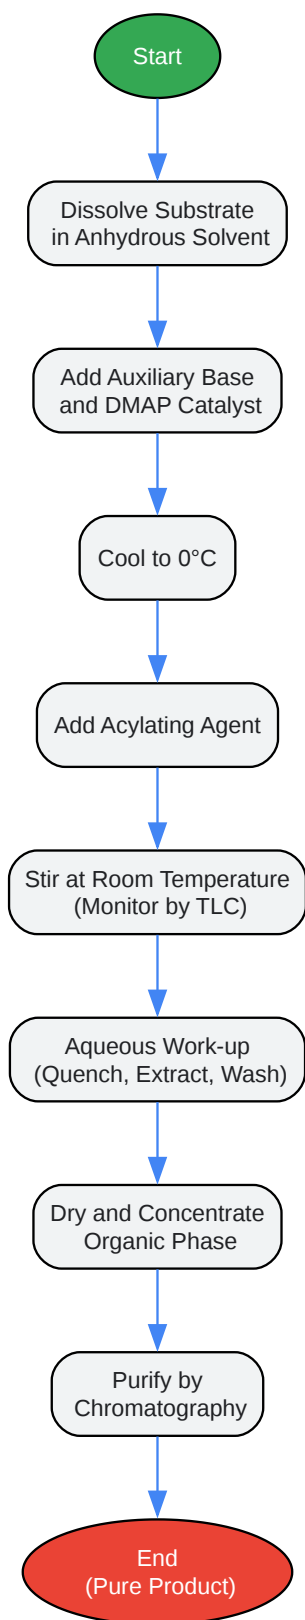 Start
Dissolve Substrate
in Anhydrous Solvent
Add Auxiliary Base
and DMAP Catalyst
Cool to 0°C
Add Acylating Agent
Stir at Room Temperature
(Monitor by TLC)
Aqueous Work-up
(Quench, Extract, Wash)
Dry and Concentrate
Organic Phase
Purify by
Chromatography
End
(Pure Product)